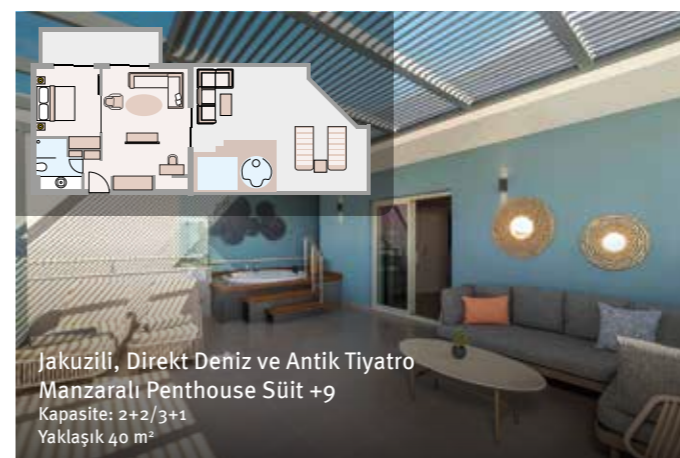 Jakuzili, Direkt Deniz ve Antik Tiyatro
Manzaralı Penthouse Süit +9
Kapasite: 2+2/3+1
Yaklaşık 40 m²